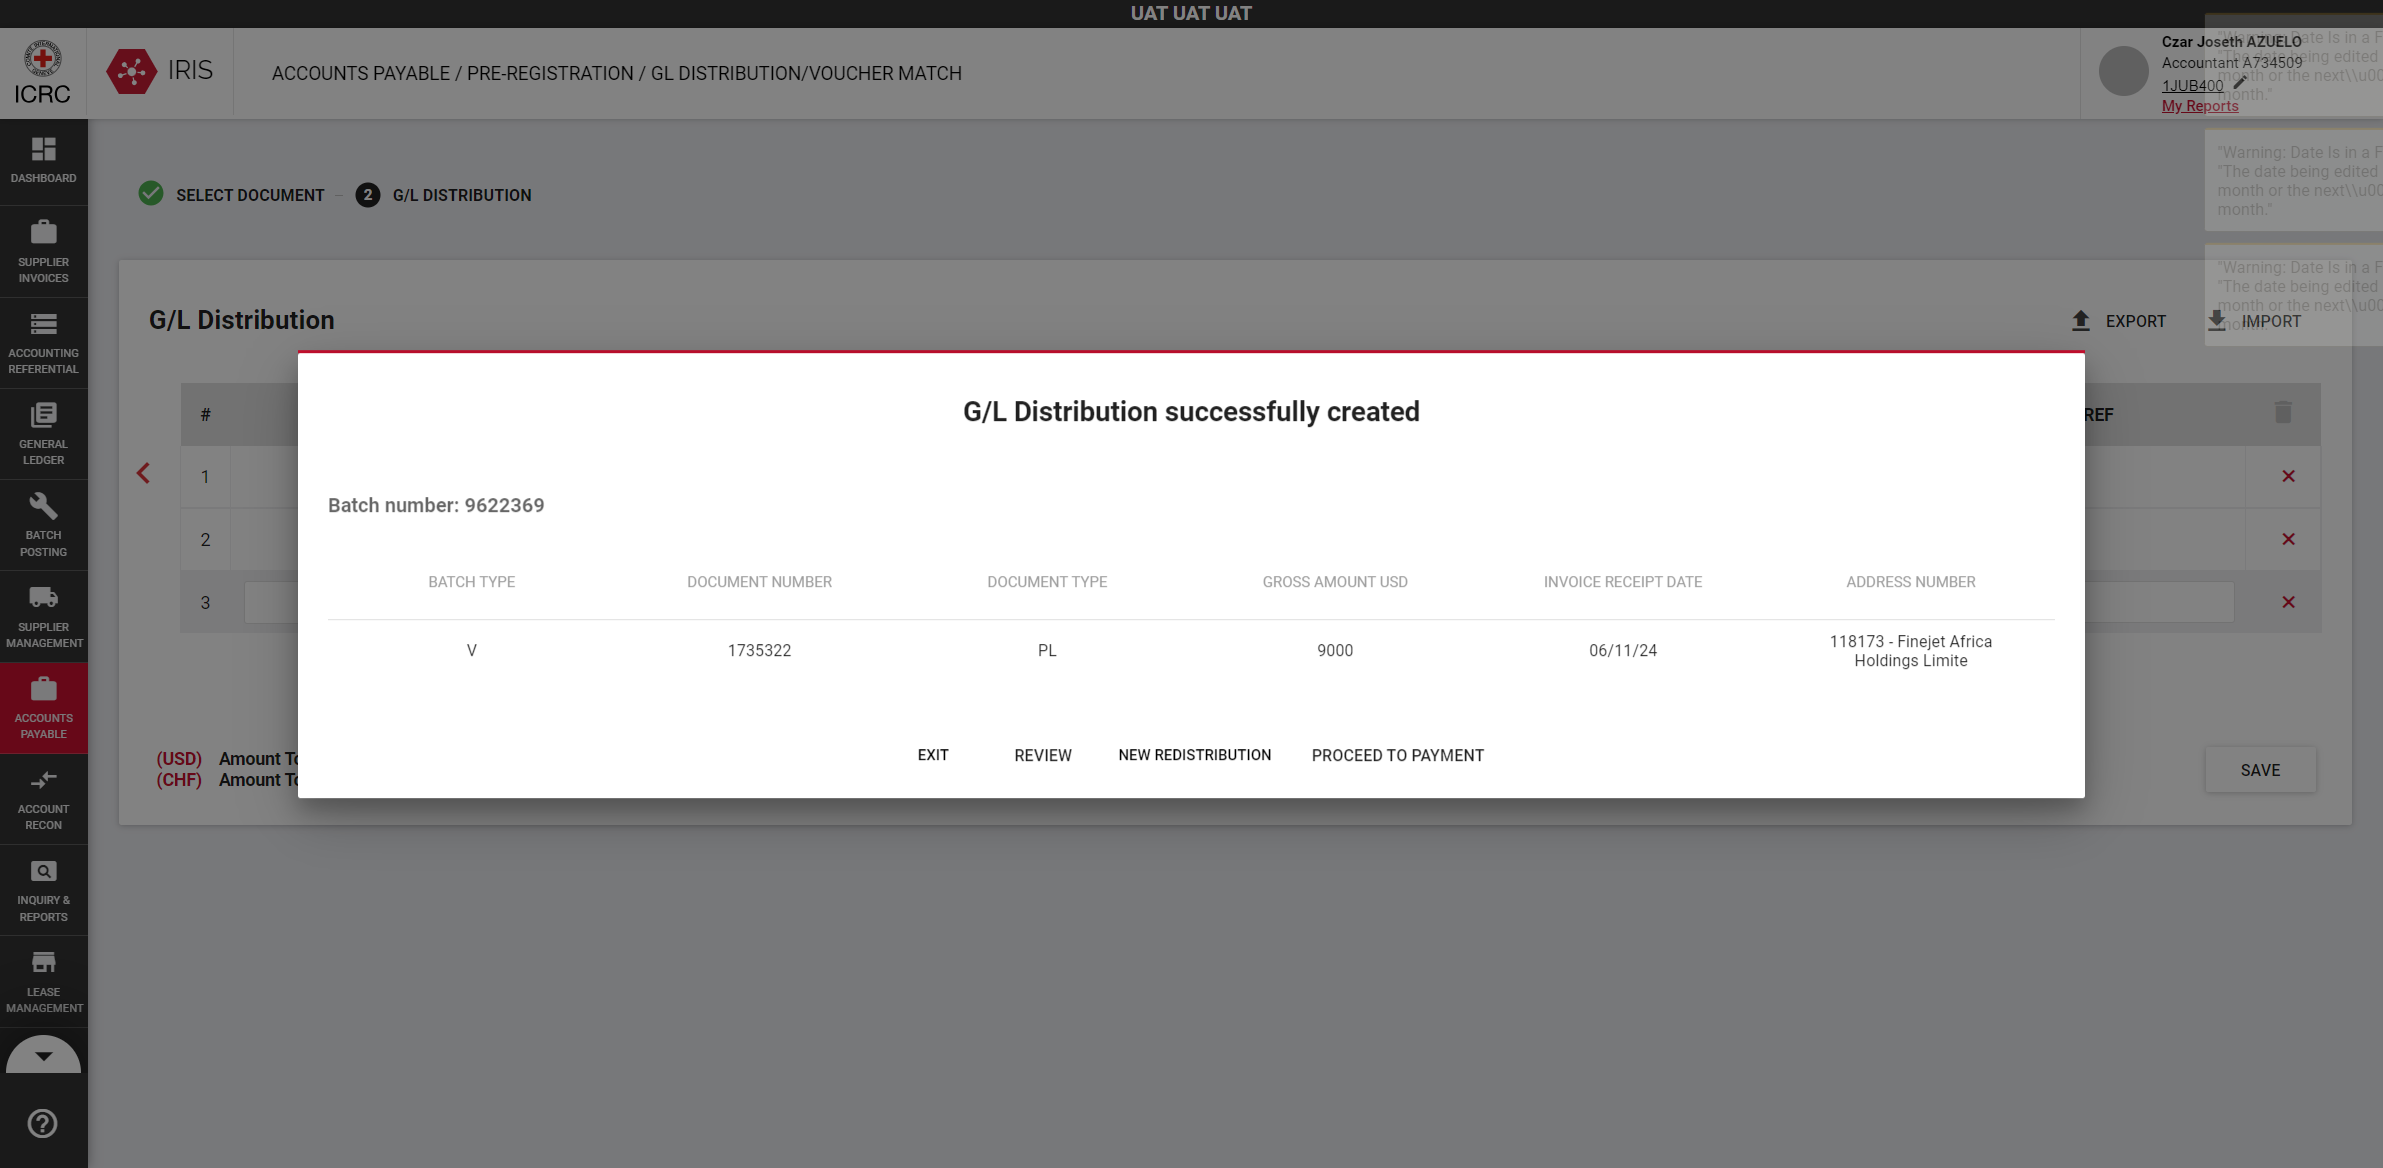 UAT UAT UAT
ICRC
IRIS
ACCOUNTS PAYABLE / PRE-REGISTRATION / GL DISTRIBUTION/VOUCHER MATCH
Czar Joseth AZUELO
Accountant A734509
1JUB400
My Reports
"Warning: Date Is in a F
"The date being edited
month or the next\\u00
month."
"Warning: Date Is in a F
"The date being edited
month or the next\\u00
month."
"Warning: Date Is in a F
"The date being edited
month or the next\\u00
month."
DASHBOARD
SUPPLIER
INVOICES
ACCOUNTING
REFERENTIAL
GENERAL
LEDGER
BATCH
POSTING
SUPPLIER
MANAGEMENT
ACCOUNTS
PAYABLE
ACCOUNT
RECON
INQUIRY &
REPORTS
LEASE
MANAGEMENT
SELECT DOCUMENT
2 G/L DISTRIBUTION
G/L Distribution
EXPORT IMPORT
# REF
1
2
3
G/L Distribution successfully created
Batch number: 9622369
BATCH TYPE DOCUMENT NUMBER DOCUMENT TYPE GROSS AMOUNT USD INVOICE RECEIPT DATE ADDRESS NUMBER
V 1735322 PL 9000 06/11/24 118173 - Finejet Africa
Holdings Limite
EXIT REVIEW NEW REDISTRIBUTION PROCEED TO PAYMENT
(USD) Amount To
(CHF) Amount To
SAVE